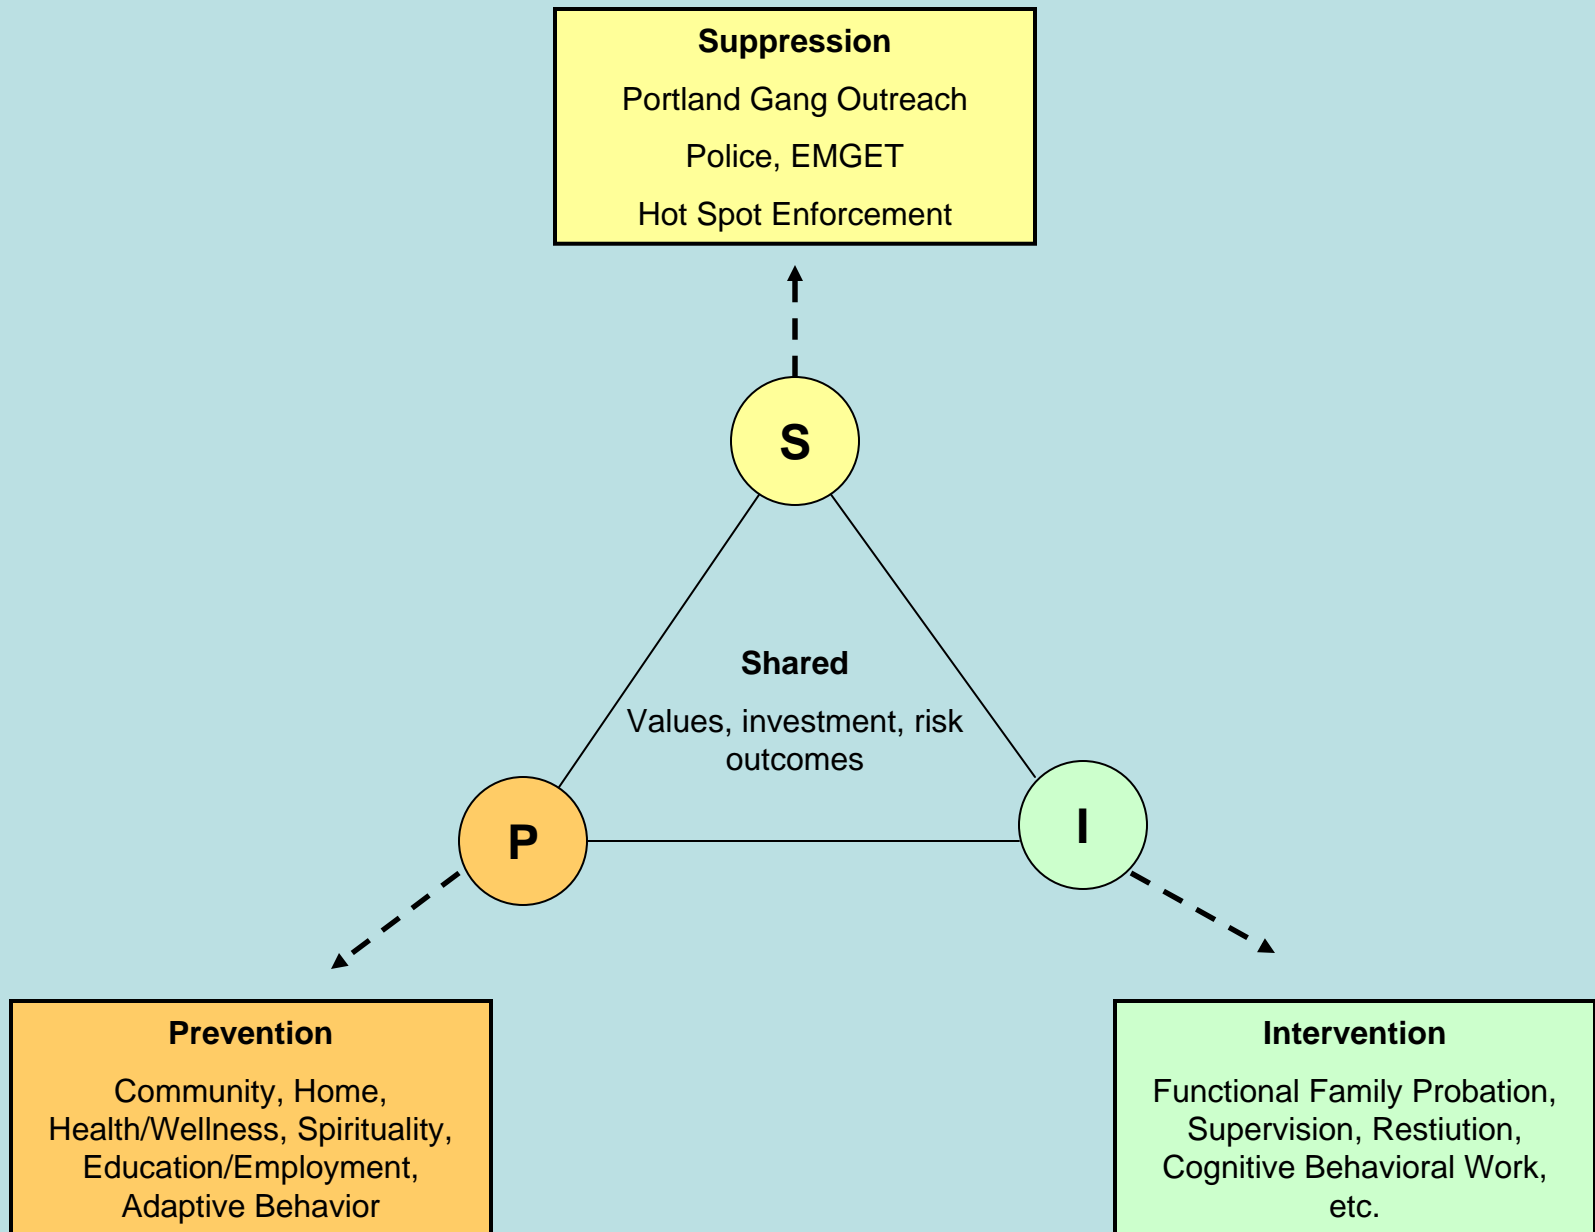 Suppression
Portland Gang Outreach
Police, EMGET
Hot Spot Enforcement
S
Shared
Values, investment, risk
outcomes
P
I
Prevention
Community, Home,
Health/Wellness, Spirituality,
Education/Employment,
Adaptive Behavior
Intervention
Functional Family Probation,
Supervision, Restiution,
Cognitive Behavioral Work,
etc.